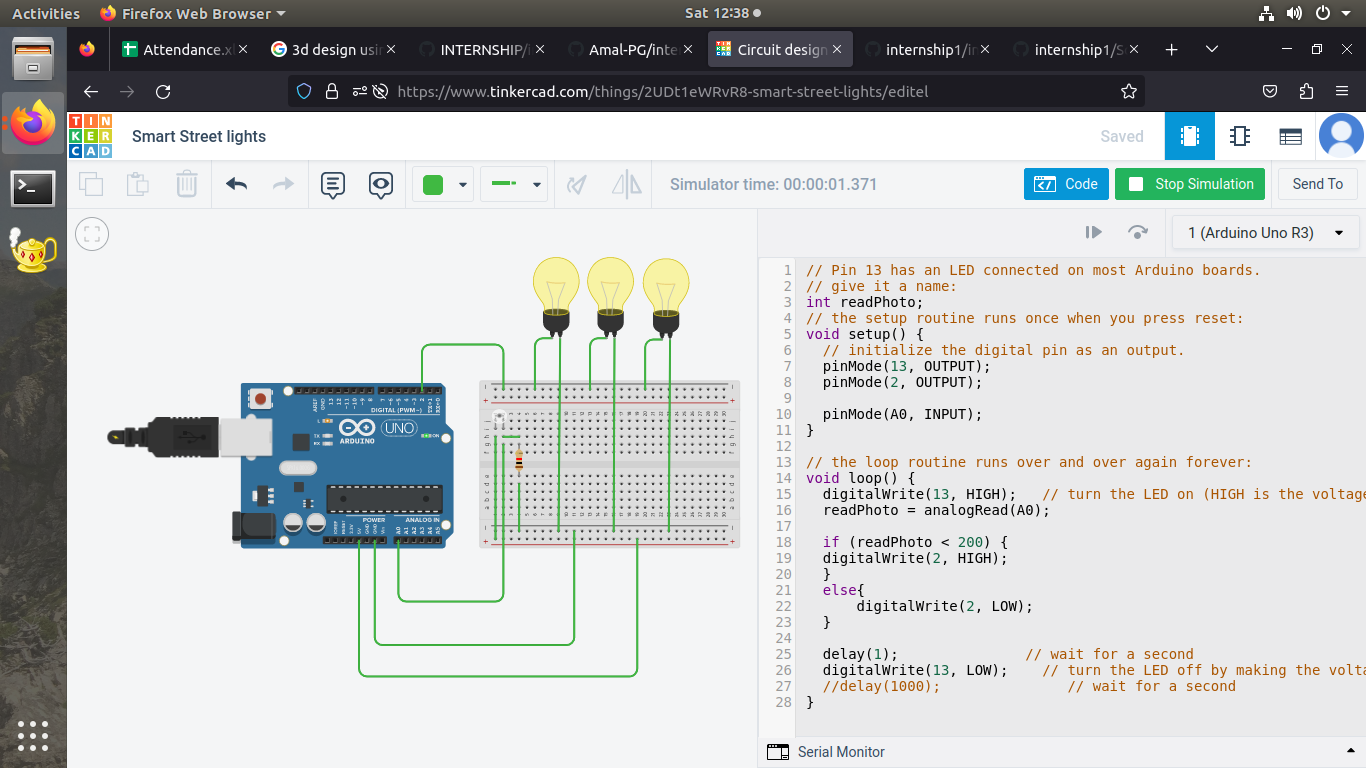 Activities
Firefox Web Browser
Sat 12:38
Attendance.xl
3d design usin
INTERNSHIP/i
Amal-PG/inte
Circuit design
internship1/in
internship1/S
https://www.tinkercad.com/things/2UDt1eWRvR8-smart-street-lights/editel
TIN
KER
CAD
Smart Street lights
Saved
Simulator time: 00:00:01.371
Code
Stop Simulation
Send To
1 (Arduino Uno R3)
DIGITAL (PWM~)
ARDUINO
UNO
ON
POWER
ANALOG IN
1 // Pin 13 has an LED connected on most Arduino boards.
2 // give it a name:
3 int readPhoto;
4 // the setup routine runs once when you press reset:
5 void setup() {
6 // initialize the digital pin as an output.
7 pinMode(13, OUTPUT);
8 pinMode(2, OUTPUT);
9
10 pinMode(A0, INPUT);
11 }
12
13 // the loop routine runs over and over again forever:
14 void loop() {
15 digitalWrite(13, HIGH); // turn the LED on (HIGH is the voltage
16 readPhoto = analogRead(A0);
17
18 if (readPhoto < 200) {
19 digitalWrite(2, HIGH);
20 }
21 else{
22 digitalWrite(2, LOW);
23 }
24
25 delay(1); // wait for a second
26 digitalWrite(13, LOW); // turn the LED off by making the volta
27 //delay(1000); // wait for a second
28 }
Serial Monitor